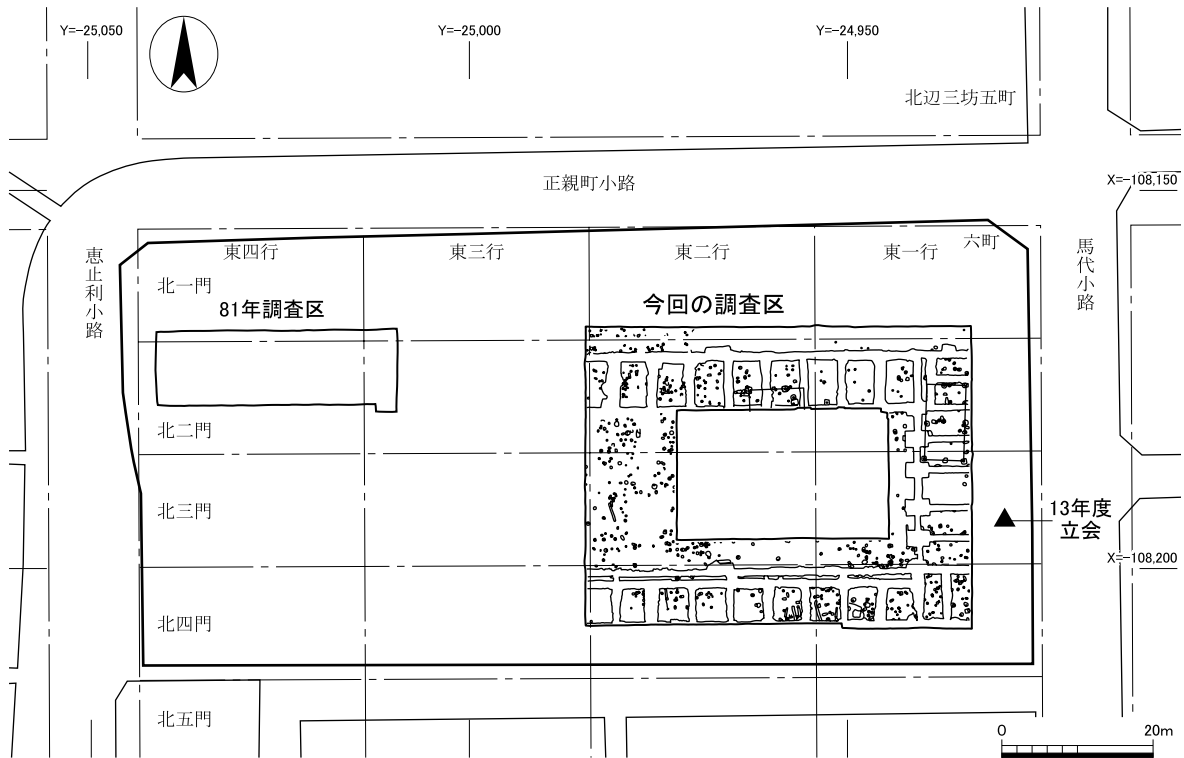 Y=-25,050
Y=-25,000
Y=-24,950
北辺三坊五町
正親町小路
X=-108,150
恵止利小路
東四行
東三行
東二行
東一行
六町
馬代小路
北一門
81年調査区
今回の調査区
北二門
北三門
13年度
立会
X=-108,200
北四門
北五門
0
20m